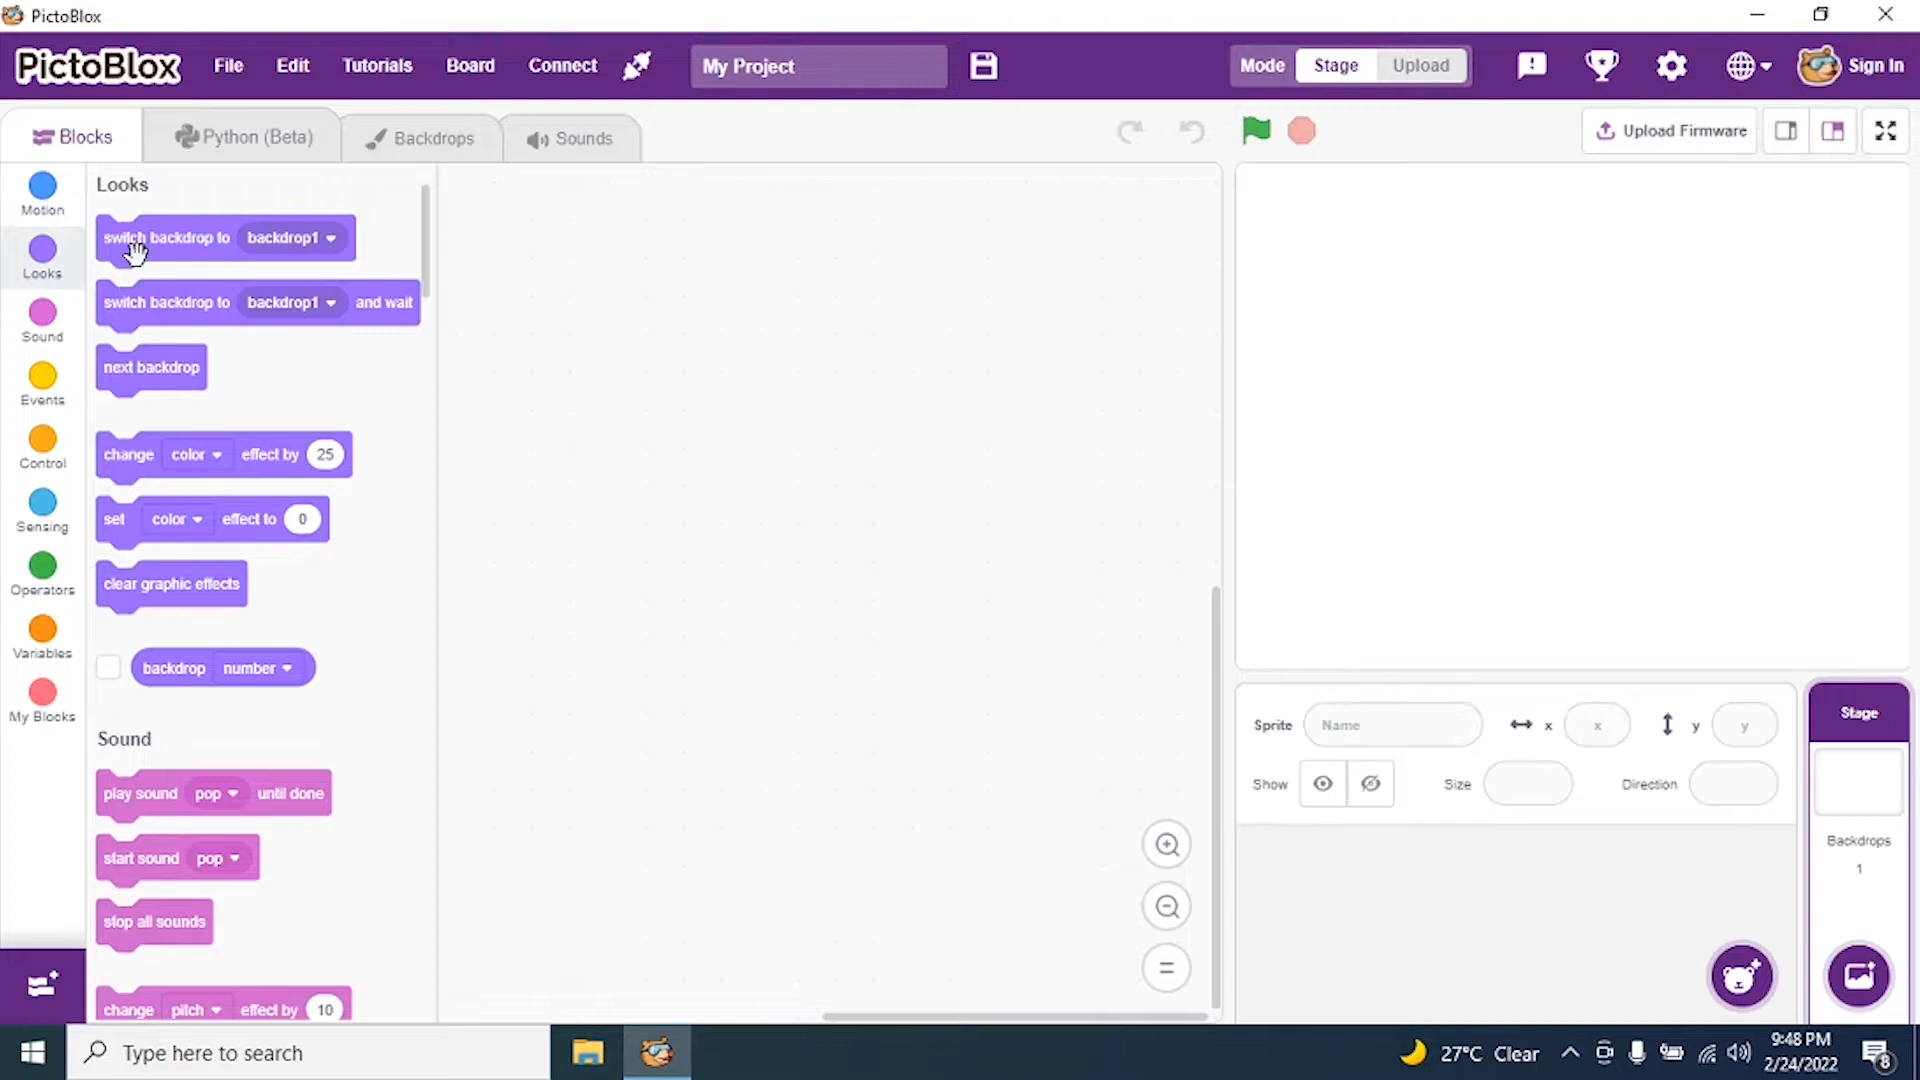 PictoBlox
PictoBlox File Edit Tutorials Board Connect My Project Mode Stage Upload Sign In
Blocks Python (Beta) Backdrops Sounds Upload Firmware
Motion
Looks
Sound
Events
Control
Sensing
Operators
Variables
My Blocks
Looks
switch backdrop to backdrop1
switch backdrop to backdrop1 and wait
next backdrop
change color effect by 25
set color effect to 0
clear graphic effects
backdrop number
Sound
play sound pop until done
start sound pop
stop all sounds
change pitch effect by 10
Sprite Name x x y y
Show Size Direction
Stage
Backdrops
1
Type here to search
27°C Clear
9:48 PM
2/24/2022
8